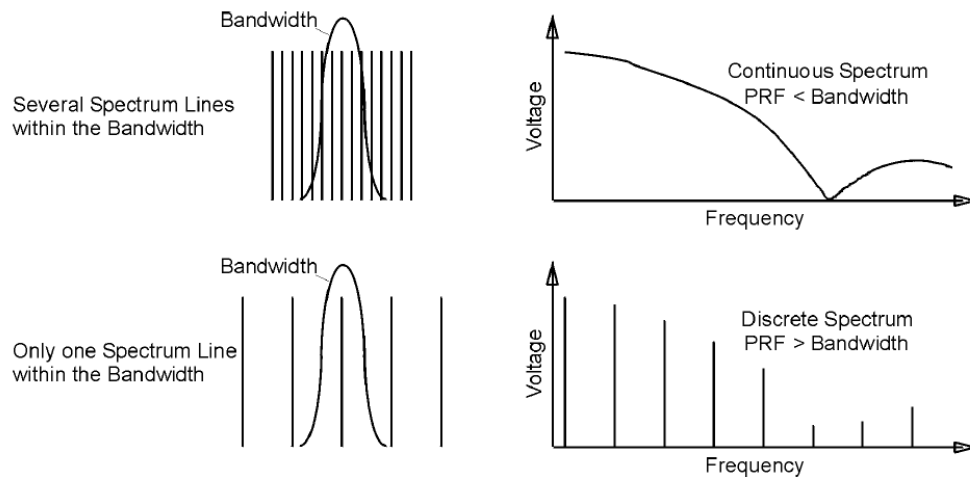 Bandwidth
Several Spectrum Lines
within the Bandwidth
Voltage
Continuous Spectrum
PRF < Bandwidth
Frequency
Bandwidth
Only one Spectrum Line
within the Bandwidth
Voltage
Discrete Spectrum
PRF > Bandwidth
Frequency